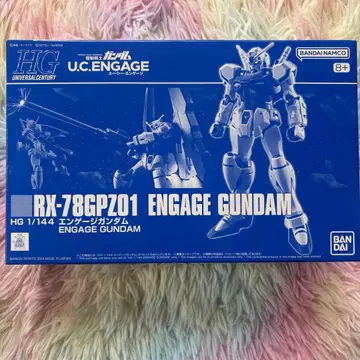 HG
UNIVERSAL CENTURY
機動戦士
ガンダム
U.C.ENGAGE
ユーシー・エンゲージ
BANDAI NAMCO
8+
RX-78GPZ01 ENGAGE GUNDAM
HG 1/144 エンゲージガンダム
ENGAGE GUNDAM
BAN
DAI